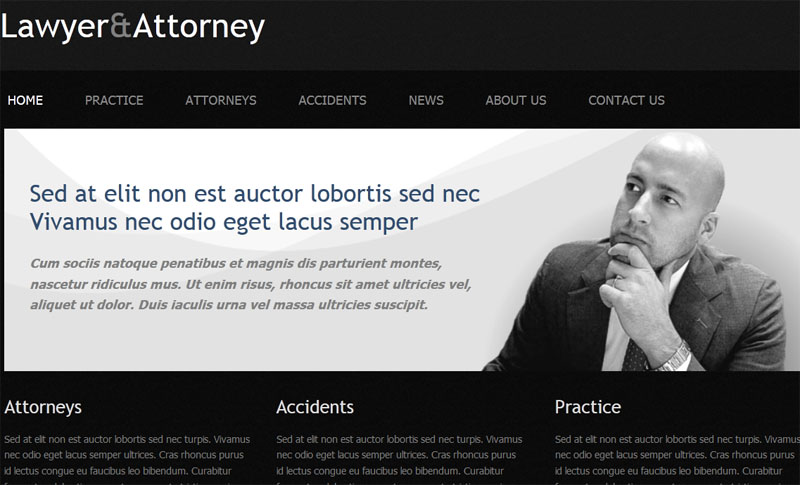 Lawyer&Attorney
HOME PRACTICE ATTORNEYS ACCIDENTS NEWS ABOUT US CONTACT US
Sed at elit non est auctor lobortis sed nec
Vivamus nec odio eget lacus semper
Cum sociis natoque penatibus et magnis dis parturient montes,
nascetur ridiculus mus. Ut enim risus, rhoncus sit amet ultricies vel,
aliquet ut dolor. Duis iaculis urna vel massa ultricies suscipit.
Attorneys
Sed at elit non est auctor lobortis sed nec turpis. Vivamus
nec odio eget lacus semper ultrices. Cras rhoncus purus
id lectus congue eu faucibus leo bibendum. Curabitur
Accidents
Sed at elit non est auctor lobortis sed nec turpis. Vivamus
nec odio eget lacus semper ultrices. Cras rhoncus purus
id lectus congue eu faucibus leo bibendum. Curabitur
Practice
Sed at elit non est auctor lobortis sed nec turpis. Vivamus
nec odio eget lacus semper ultrices. Cras rhoncus purus
id lectus congue eu faucibus leo bibendum. Curabitur